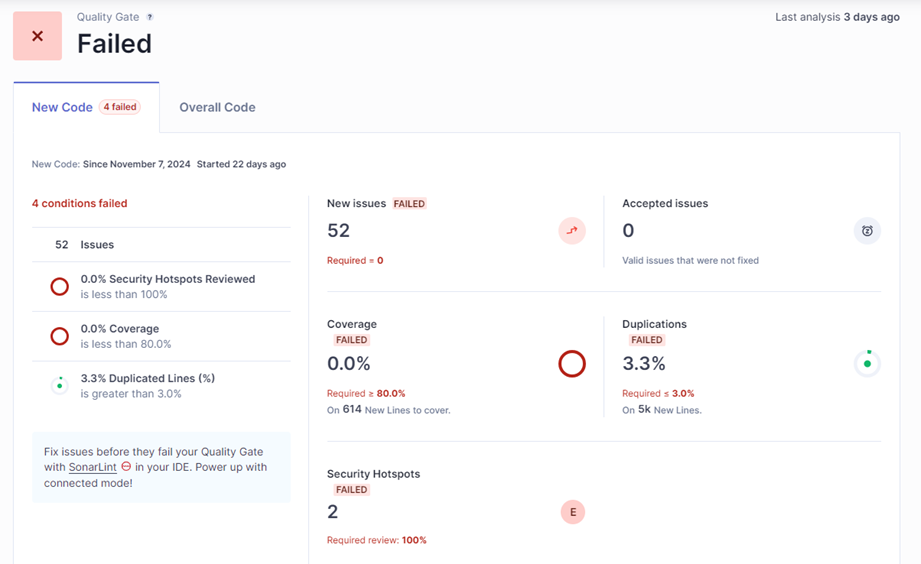 Quality Gate ?
Failed
Last analysis 3 days ago
New Code 4 failed
Overall Code
New Code: Since November 7, 2024 Started 22 days ago
4 conditions failed
52 Issues
0.0% Security Hotspots Reviewed
is less than 100%
0.0% Coverage
is less than 80.0%
3.3% Duplicated Lines (%)
is greater than 3.0%
Fix issues before they fail your Quality Gate
with SonarLint in your IDE. Power up with
connected mode!
New issues FAILED
52
Required = 0
Accepted issues
0
Valid issues that were not fixed
Coverage
FAILED
0.0%
Required ≥ 80.0%
On 614 New Lines to cover.
Duplications
FAILED
3.3%
Required ≤ 3.0%
On 5k New Lines.
Security Hotspots
FAILED
2
E
Required review: 100%